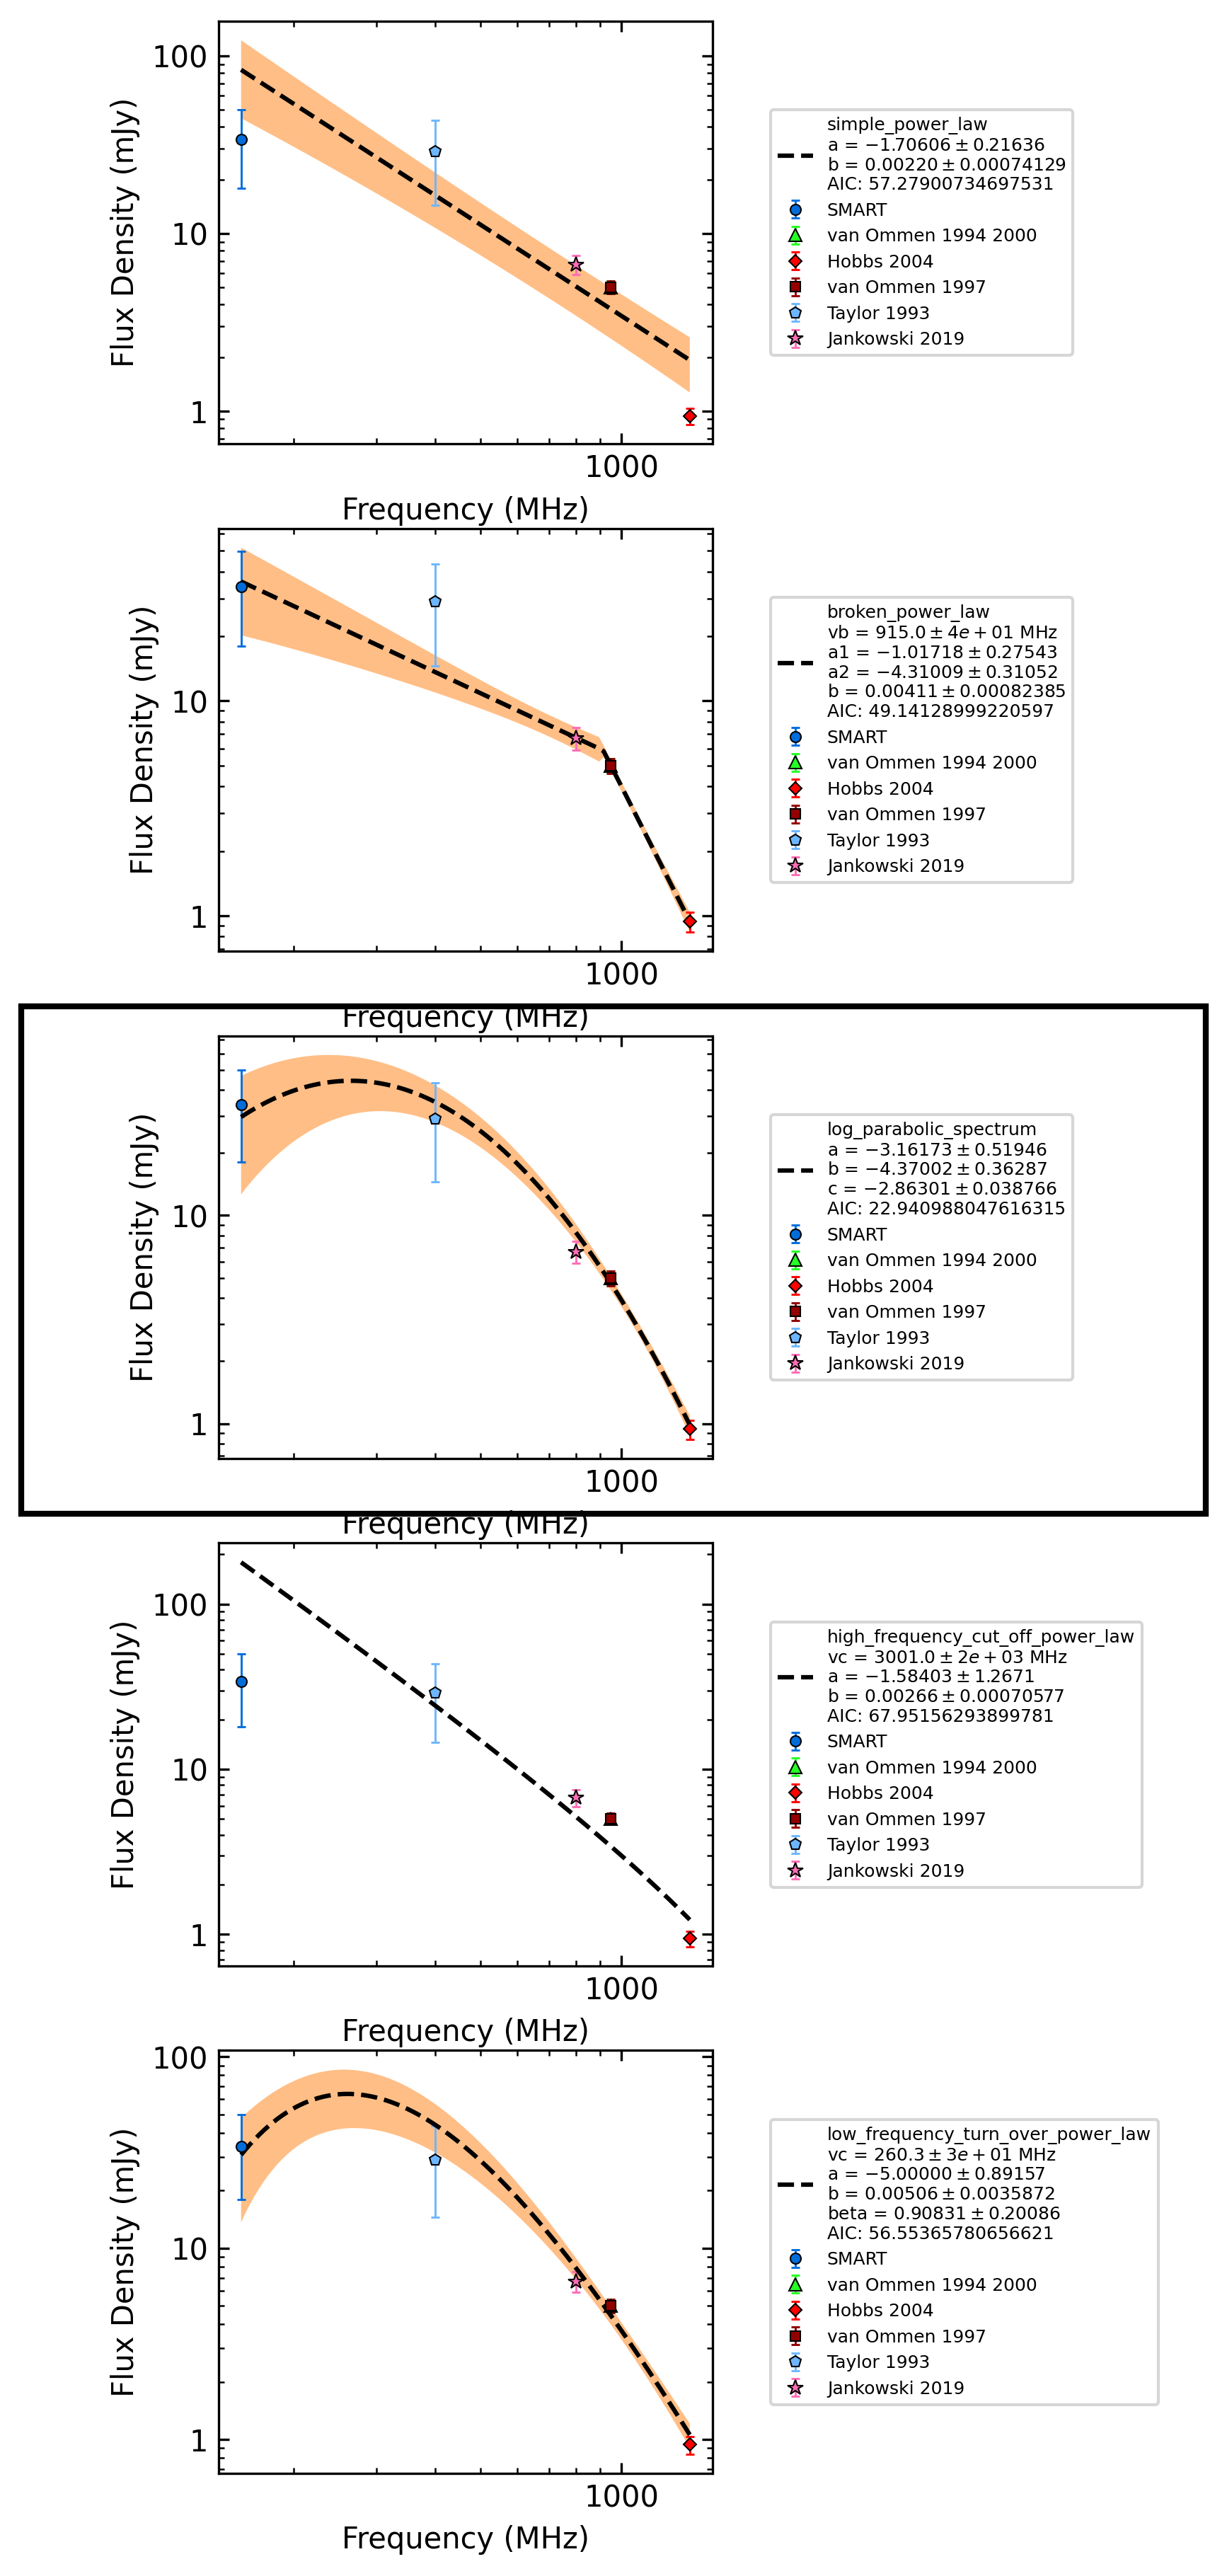 100
10
1
Flux Density (mJy)
1000
Frequency (MHz)
simple_power_law
a = −1.70606 ± 0.21636
b = 0.00220 ± 0.00074129
AIC: 57.27900734697531
SMART
van Ommen 1994 2000
Hobbs 2004
van Ommen 1997
Taylor 1993
Jankowski 2019
10
1
Flux Density (mJy)
1000
Frequency (MHz)
broken_power_law
vb = 915.0 ± 4e + 01 MHz
a1 = −1.01718 ± 0.27543
a2 = −4.31009 ± 0.31052
b = 0.00411 ± 0.00082385
AIC: 49.14128999220597
SMART
van Ommen 1994 2000
Hobbs 2004
van Ommen 1997
Taylor 1993
Jankowski 2019
10
1
Flux Density (mJy)
1000
Frequency (MHz)
log_parabolic_spectrum
a = −3.16173 ± 0.51946
b = −4.37002 ± 0.36287
c = −2.86301 ± 0.038766
AIC: 22.940988047616315
SMART
van Ommen 1994 2000
Hobbs 2004
van Ommen 1997
Taylor 1993
Jankowski 2019
100
10
1
Flux Density (mJy)
1000
Frequency (MHz)
high_frequency_cut_off_power_law
vc = 3001.0 ± 2e + 03 MHz
a = −1.58403 ± 1.2671
b = 0.00266 ± 0.00070577
AIC: 67.95156293899781
SMART
van Ommen 1994 2000
Hobbs 2004
van Ommen 1997
Taylor 1993
Jankowski 2019
100
10
1
Flux Density (mJy)
1000
Frequency (MHz)
low_frequency_turn_over_power_law
vc = 260.3 ± 3e + 01 MHz
a = −5.00000 ± 0.89157
b = 0.00506 ± 0.0035872
beta = 0.90831 ± 0.20086
AIC: 56.55365780656621
SMART
van Ommen 1994 2000
Hobbs 2004
van Ommen 1997
Taylor 1993
Jankowski 2019